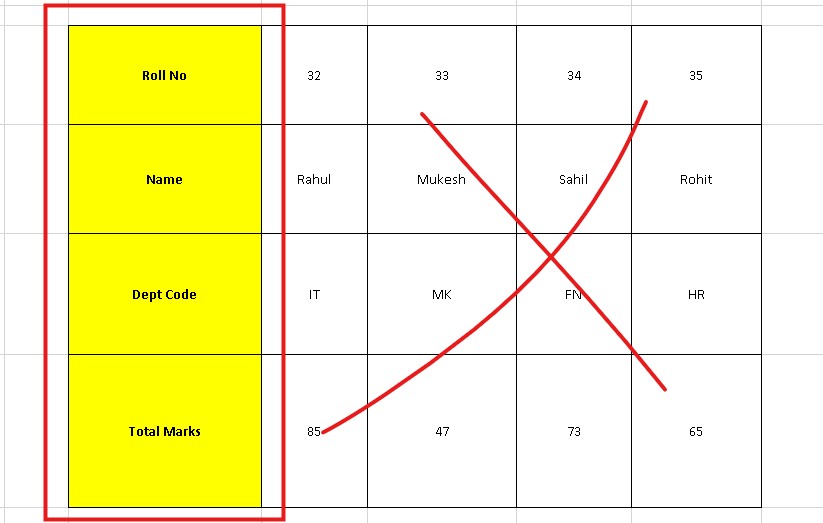 Roll No 32 33 34 35
Name Rahul Mukesh Sahil Rohit
Dept Code IT MK FN HR
Total Marks 85 47 73 65